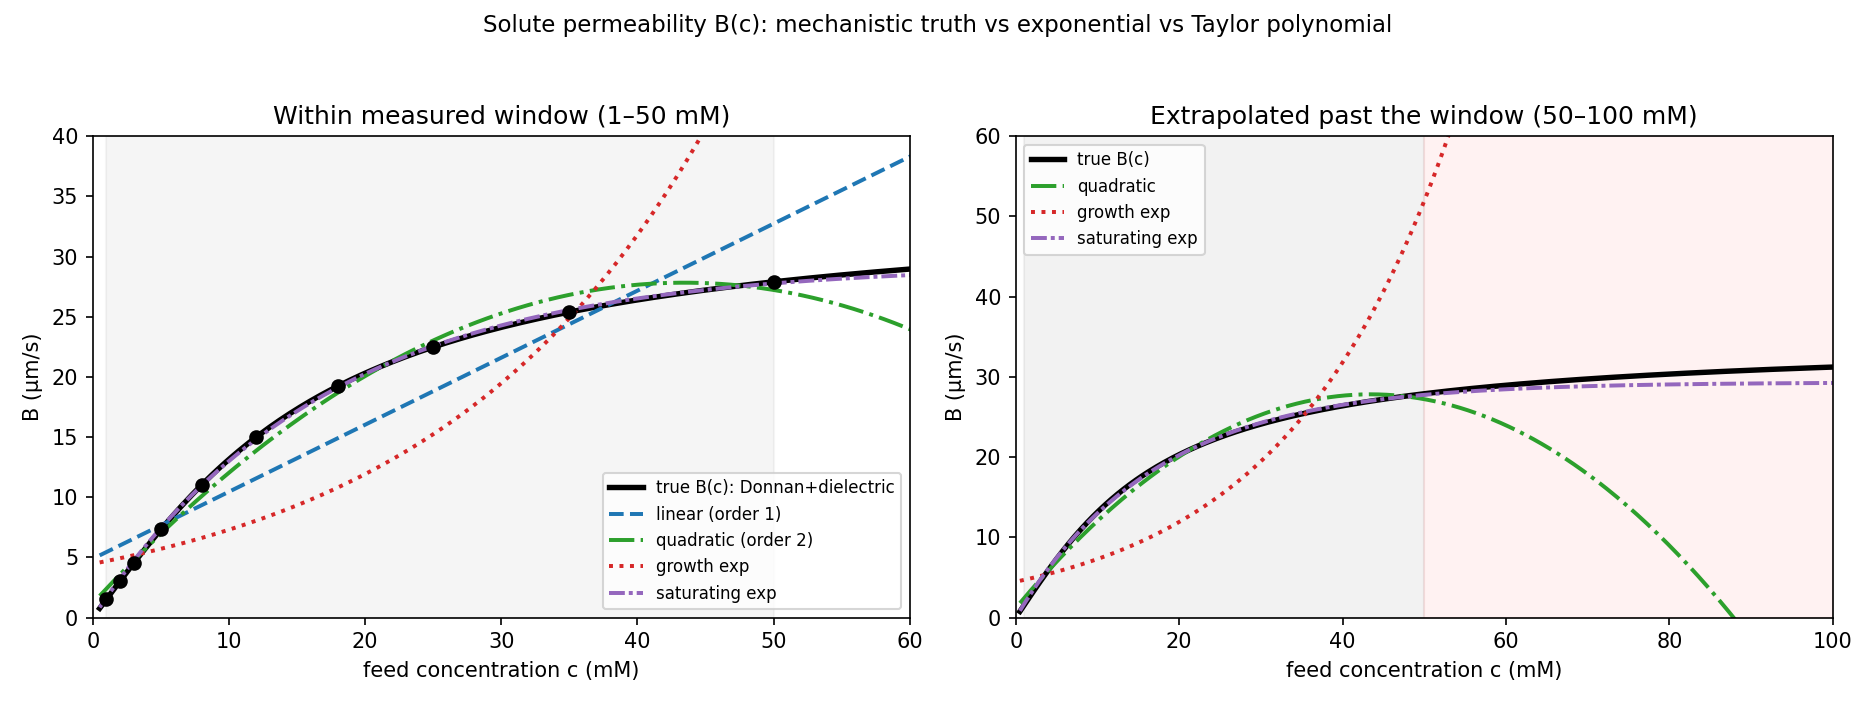 Solute permeability B(c): mechanistic truth vs exponential vs Taylor polynomial
Within measured window (1–50 mM)
40
35
30
25
20
15
10
5
0
B (μm/s)
true B(c): Donnan+dielectric
linear (order 1)
quadratic (order 2)
growth exp
saturating exp
0 10 20 30 40 50 60
feed concentration c (mM)
Extrapolated past the window (50–100 mM)
60
50
40
30
20
10
0
B (μm/s)
true B(c)
quadratic
growth exp
saturating exp
0 20 40 60 80 100
feed concentration c (mM)